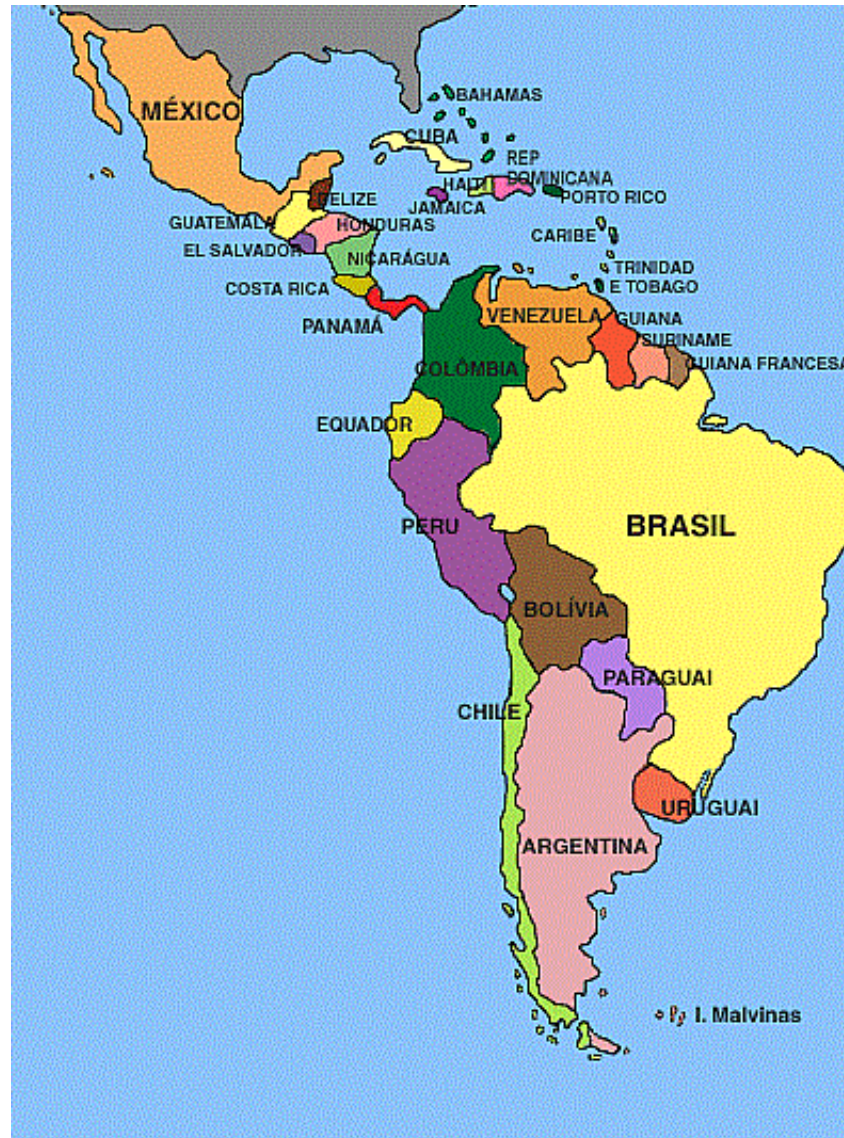 MÉXICO
BAHAMAS
CUBA
REP
DOMINICANA
HAITI
BELIZE
JAMAICA
PORTO RICO
GUATEMALA
HONDURAS
CARIBE
EL SALVADOR
NICARÁGUA
TRINIDAD
E TOBAGO
COSTA RICA
PANAMÁ
VENEZUELA
GUIANA
SURINAME
GUIANA FRANCESA
COLÔMBIA
EQUADOR
PERU
BRASIL
BOLÍVIA
PARAGUAI
CHILE
URUGUAI
ARGENTINA
I. Malvinas